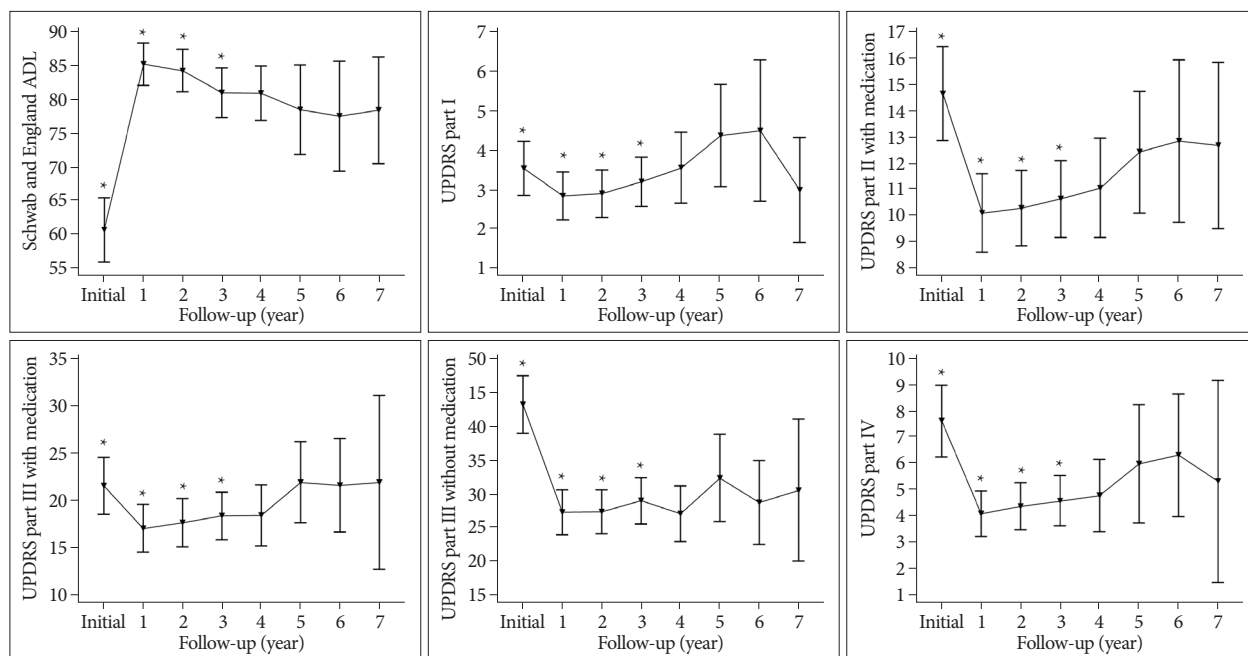 Schwab and England ADL
90
85
80
75
70
65
60
55
Initial 1 2 3 4 5 6 7
Follow-up (year)
UPDRS part I
7
6
5
4
3
2
1
Initial 1 2 3 4 5 6 7
Follow-up (year)
UPDRS part II with medication
17
16
15
14
13
12
11
10
9
8
Initial 1 2 3 4 5 6 7
Follow-up (year)
UPDRS part III with medication
35
30
25
20
15
10
Initial 1 2 3 4 5 6 7
Follow-up (year)
UPDRS part III without medication
50
45
10
35
30
25
20
15
Initial 1 2 3 4 5 6 7
Follow-up (year)
UPDRS part IV
10
9
8
7
6
5
4
3
2
1
Initial 1 2 3 4 5 6 7
Follow-up (year)